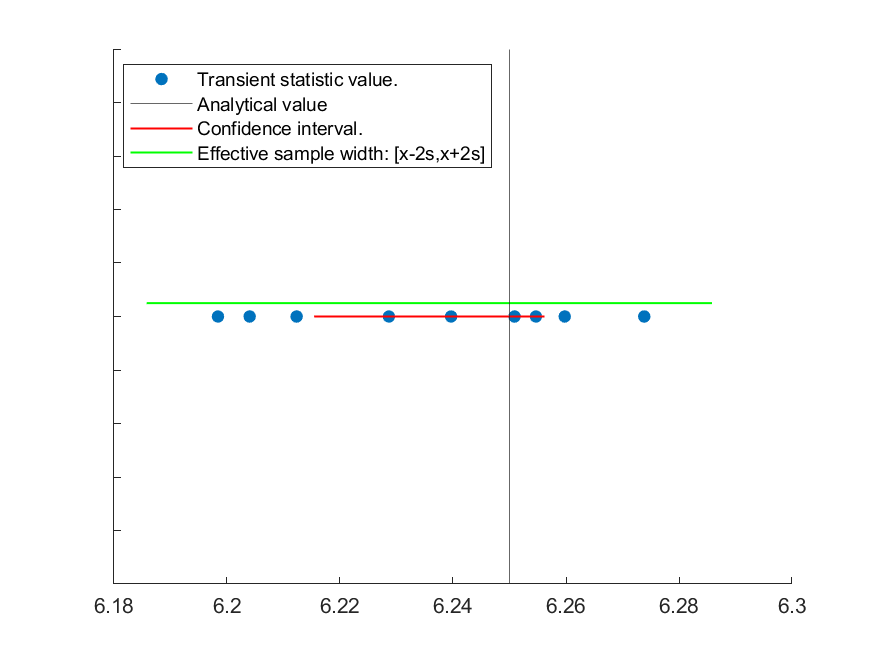 Transient statistic value.
Analytical value
Confidence interval.
Effective sample width: [x-2s,x+2s]
6.18 6.2 6.22 6.24 6.26 6.28 6.3